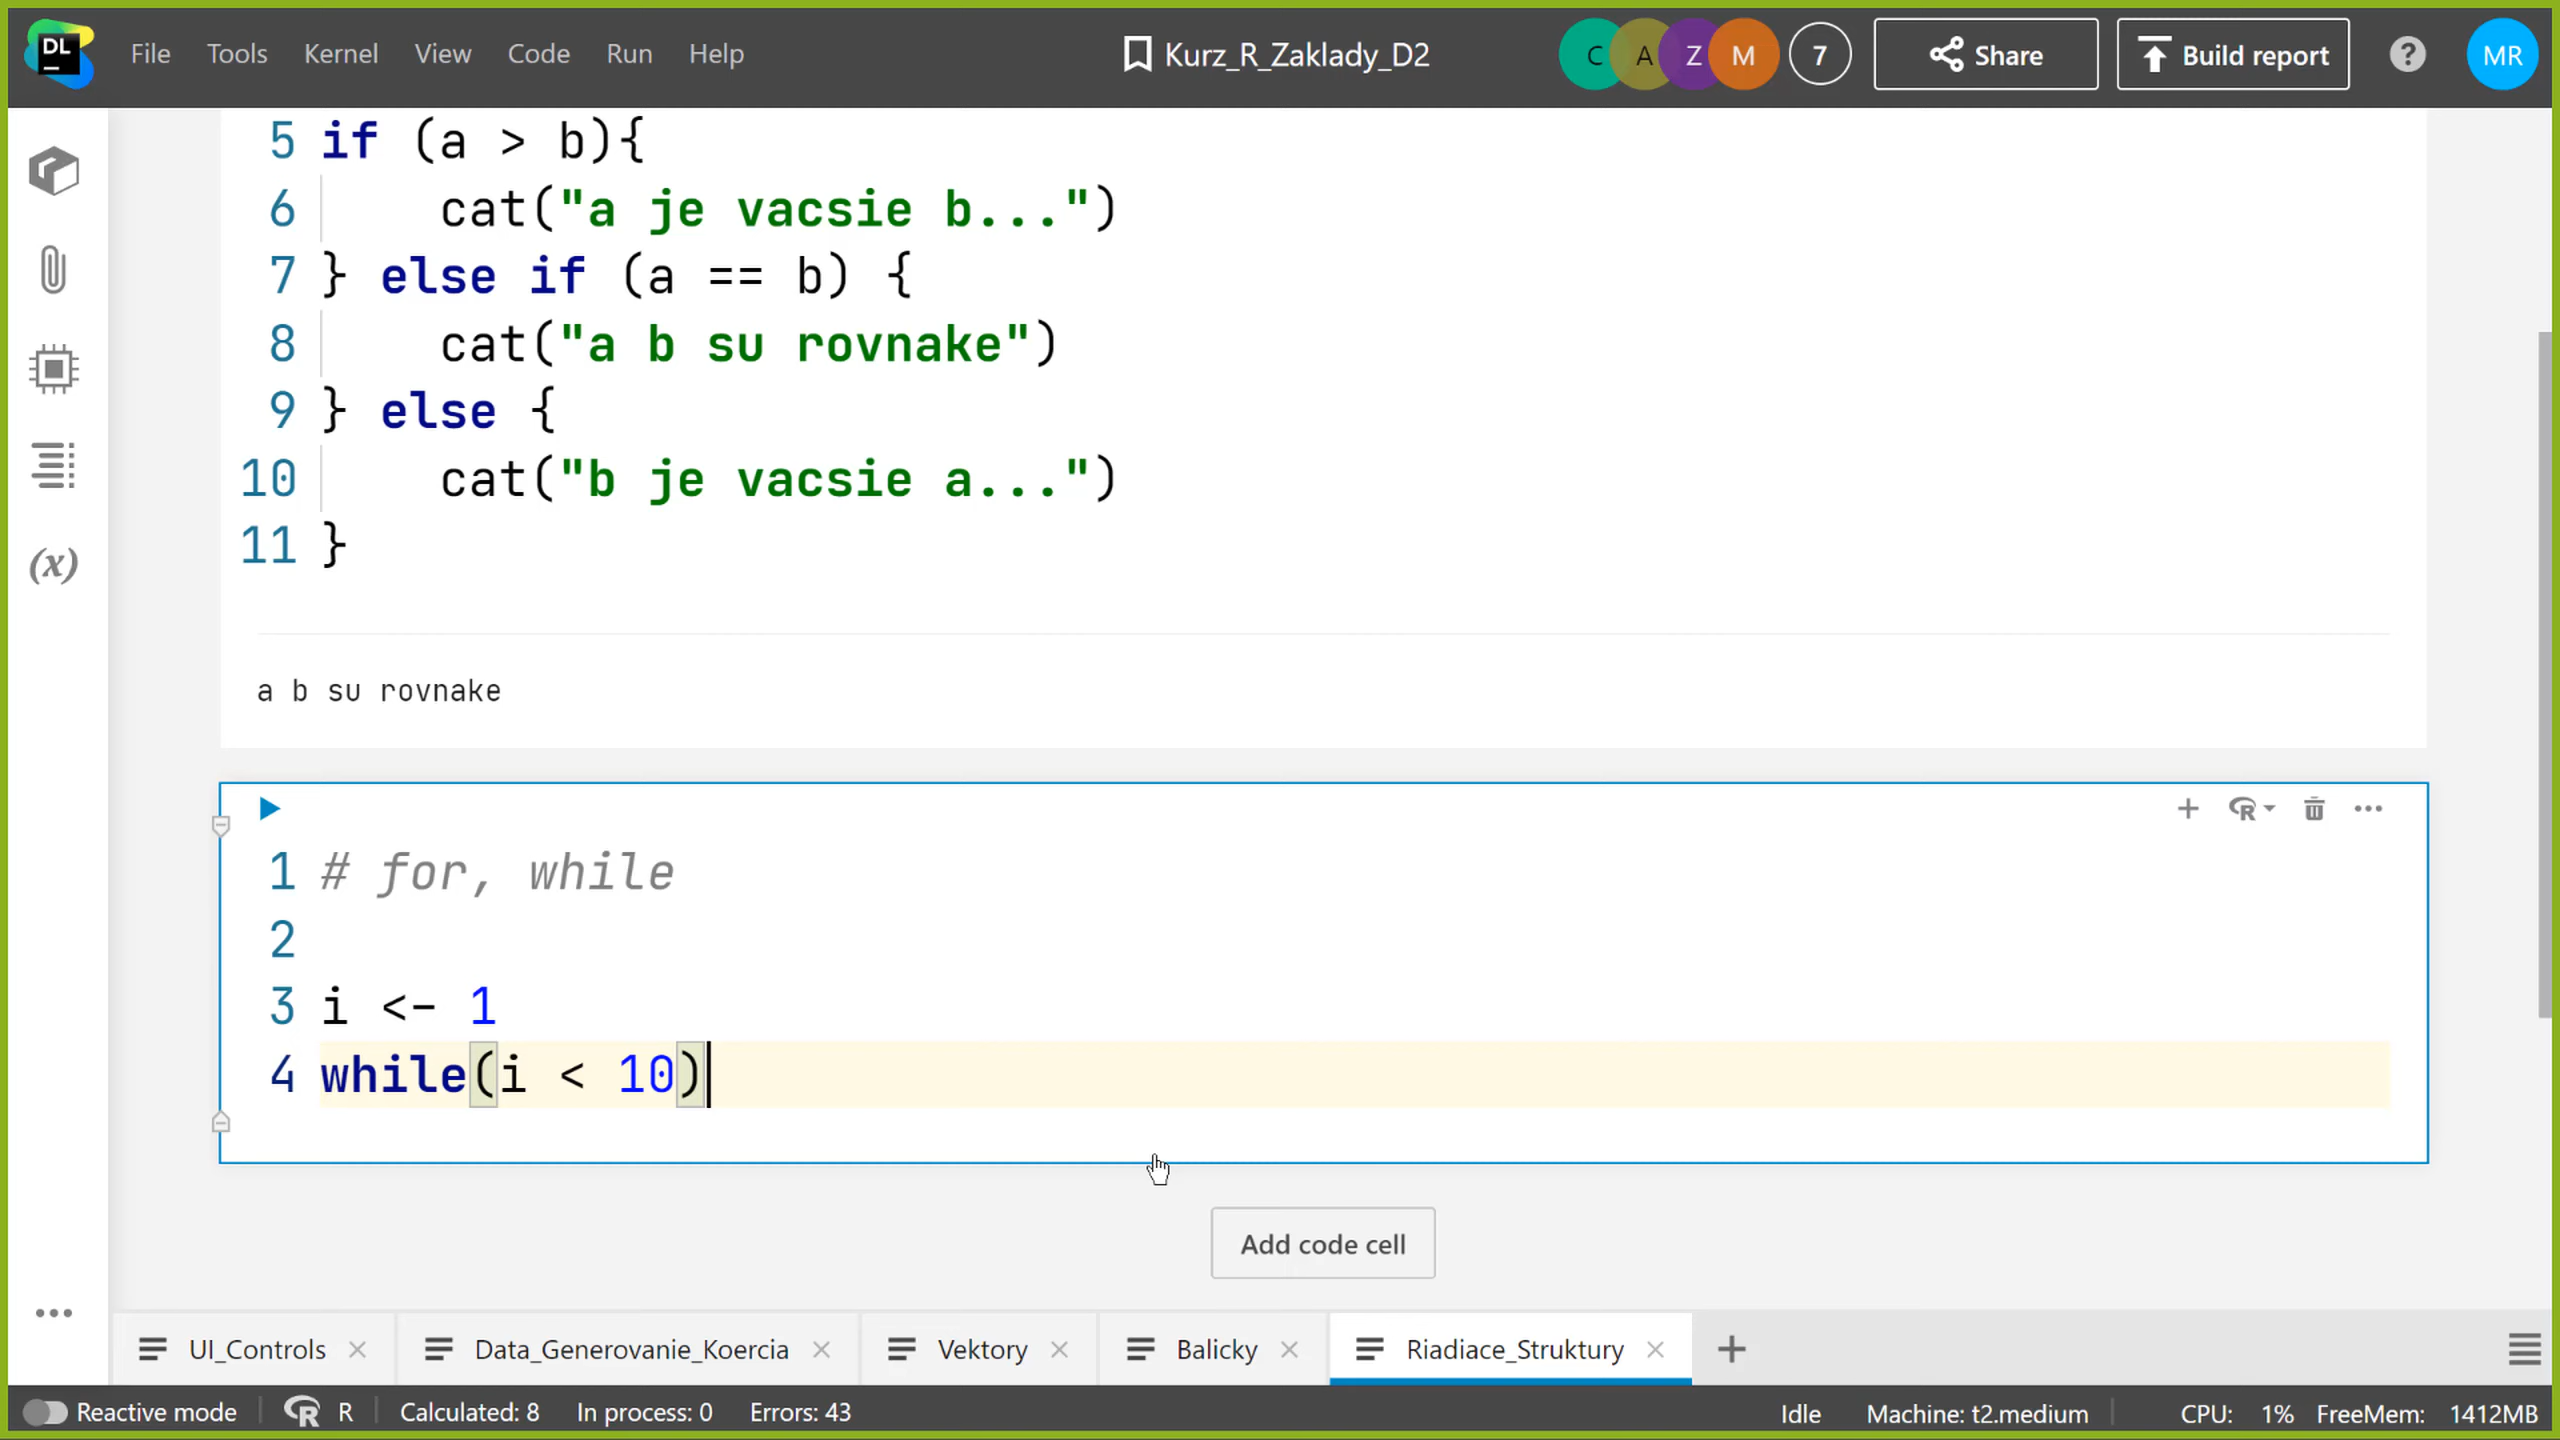 DL
File Tools Kernel View Code Run Help
Kurz_R_Zaklady_D2
C A Z M 7 Share Build report ? MR
5 if (a > b){
6 cat("a je vacsie b...")
7 } else if (a == b) {
8 cat("a b su rovnake")
9 } else {
10 cat("b je vacsie a...")
11 }
a b su rovnake
1 # for, while
2
3 i <- 1
4 while(i < 10)
Add code cell
(x)
UI_Controls Data_Generovanie_Koercia Vektory Balicky Riadiace_Struktury
Reactive mode R R Calculated: 8 In process: 0 Errors: 43 Idle Machine: t2.medium CPU: 1% FreeMem: 1412MB